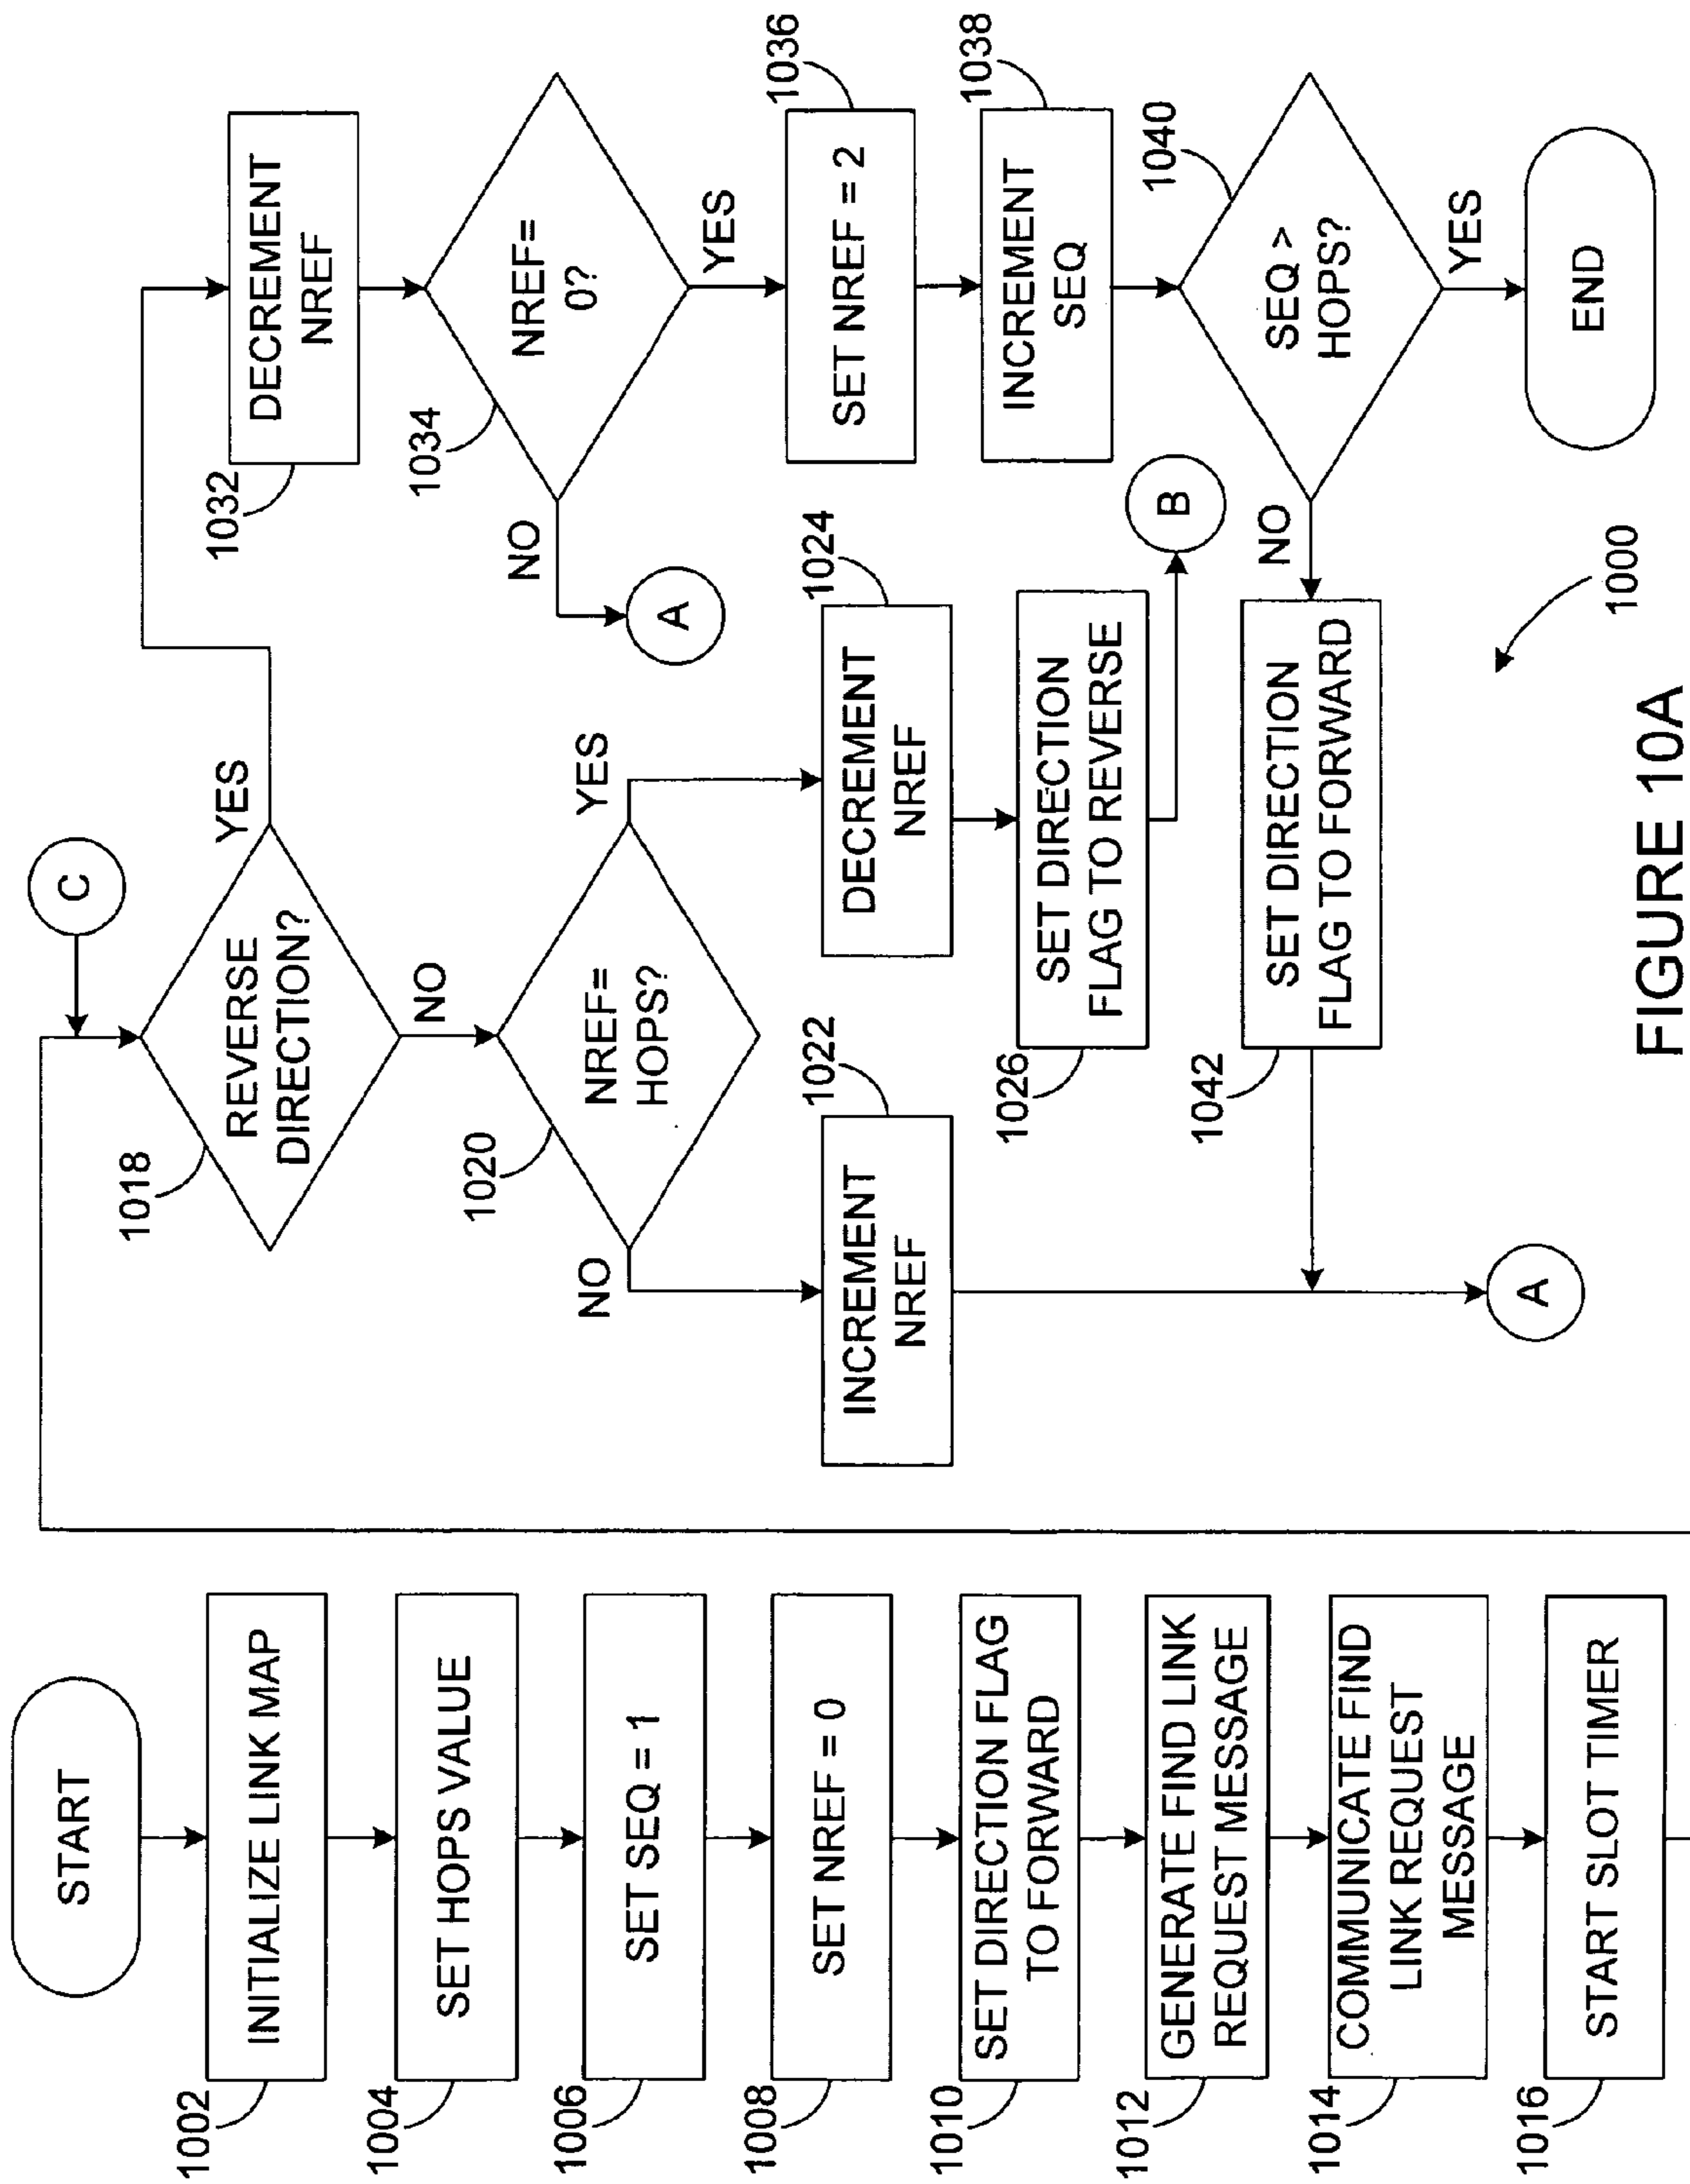 START
1002
INITIALIZE LINK MAP
1004
SET HOPS VALUE
1006
SET SEQ = 1
1008
SET NREF = 0
1010
SET DIRECTION FLAG
TO FORWARD
1012
GENERATE FIND LINK
REQUEST MESSAGE
1014
COMMUNICATE FIND
LINK REQUEST
MESSAGE
1016
START SLOT TIMER
C
1018
REVERSE
DIRECTION?
YES
NO
1020
NREF=
HOPS?
NO
YES
1022
INCREMENT
NREF
1024
DECREMENT
NREF
1026
SET DIRECTION
FLAG TO REVERSE
B
1042
SET DIRECTION
FLAG TO FORWARD
A
1032
DECREMENT
NREF
1034
NREF=
0?
NO
A
YES
1036
SET NREF = 2
1038
INCREMENT
SEQ
1040
SEQ >
HOPS?
NO
YES
END
1000
FIGURE 10A